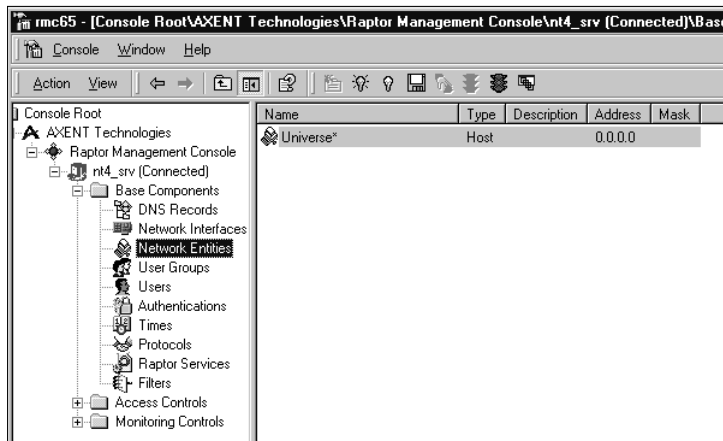 rmc65 - [Console Root\AXENT Technologies\Raptor Management Console\nt4_srv (Connected)\Base
Console Window Help
Action View
Console Root
AXENT Technologies
Raptor Management Console
nt4_srv (Connected)
Base Components
DNS Records
Network Interfaces
Network Entities
User Groups
Users
Authentications
Times
Protocols
Raptor Services
Filters
Access Controls
Monitoring Controls
Name Type Description Address Mask
Universe* Host 0.0.0.0